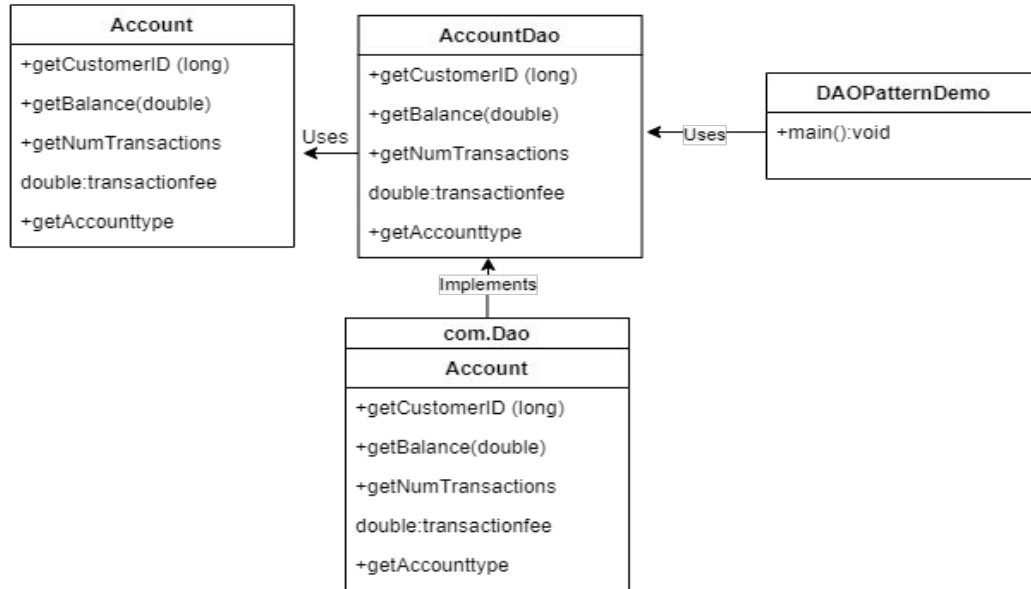 Account
+getCustomerID (long)
+getBalance(double)
+getNumTransactions
double:transactionfee
+getAccounttype
Uses
AccountDao
+getCustomerID (long)
+getBalance(double)
+getNumTransactions
double:transactionfee
+getAccounttype
Uses
DAOPatternDemo
+main():void
Implements
com.Dao
Account
+getCustomerID (long)
+getBalance(double)
+getNumTransactions
double:transactionfee
+getAccounttype